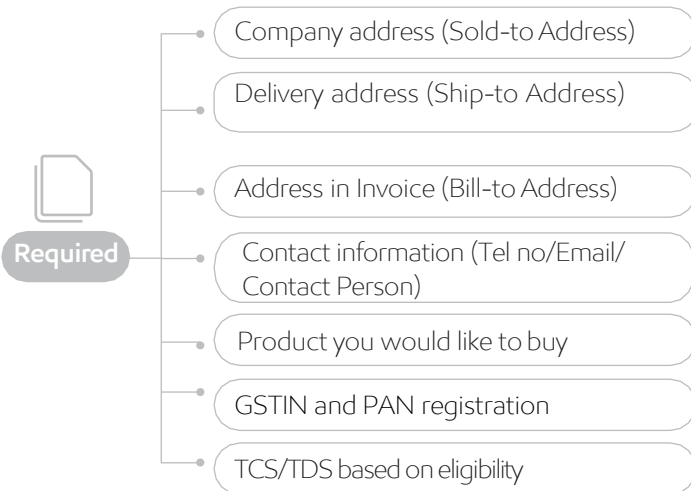 Company address (Sold-to Address)
Delivery address (Ship-to Address)
Address in Invoice (Bill-to Address)
Required
Contact information (Tel no/Email/
Contact Person)
Product you would like to buy
GSTIN and PAN registration
TCS/TDS based on eligibility